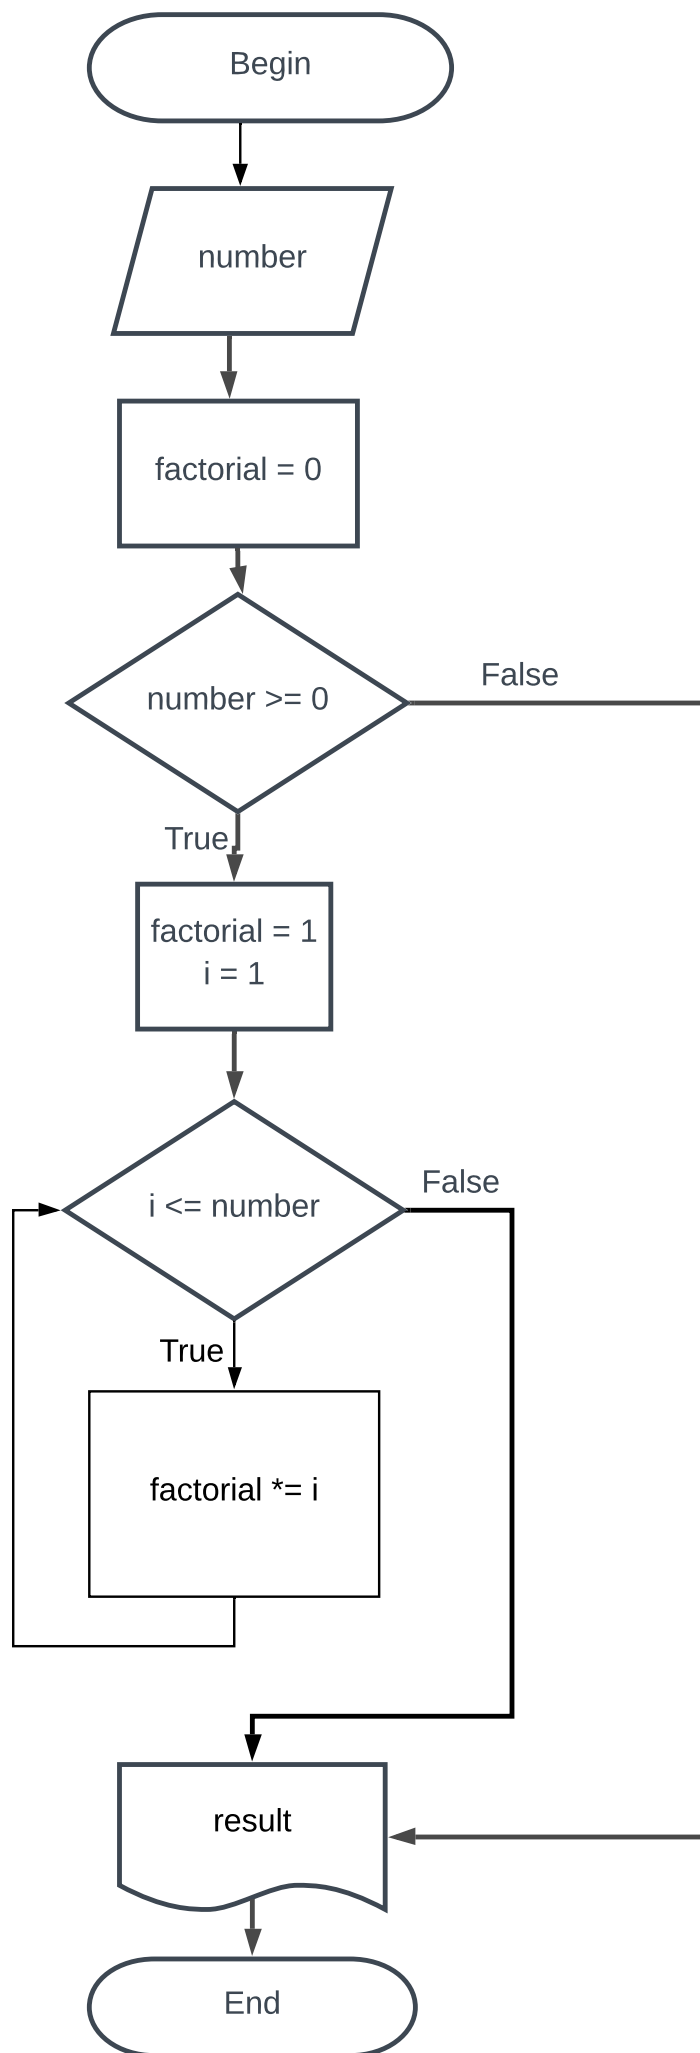 Begin
number
factorial = 0
number >= 0
False
True
factorial = 1
i = 1
i <= number
False
True
factorial *= i
result
End